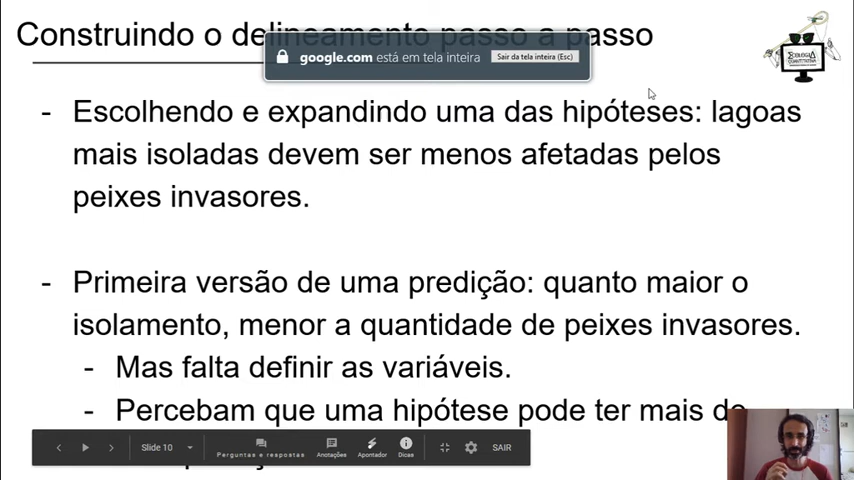 Construindo o delineamento passo a passo
google.com está em tela inteira
Sair da tela inteira (Esc)
ECOLOGIA
QUANTITATIVA
- Escolhendo e expandindo uma das hipóteses: lagoas
mais isoladas devem ser menos afetadas pelos
peixes invasores.
- Primeira versão de uma predição: quanto maior o
isolamento, menor a quantidade de peixes invasores.
- Mas falta definir as variáveis.
- Percebam que uma hipótese pode ter mais de
Slide 10
Perguntas e respostas
Anotações
Apontador
Dicas
SAIR